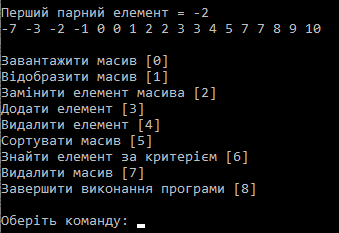 Перший парний елемент = -2
-7 -3 -2 -1 0 0 1 2 2 3 3 3 4 5 7 7 8 9 10
Завантажити масив [0]
Відобразити масив [1]
Замінити елемент масива [2]
Додати елемент [3]
Видалити елемент [4]
Сортувати масив [5]
Знайти елемент за критерієм [6]
Видалити масив [7]
Завершити виконання програми [8]
Оберіть команду: